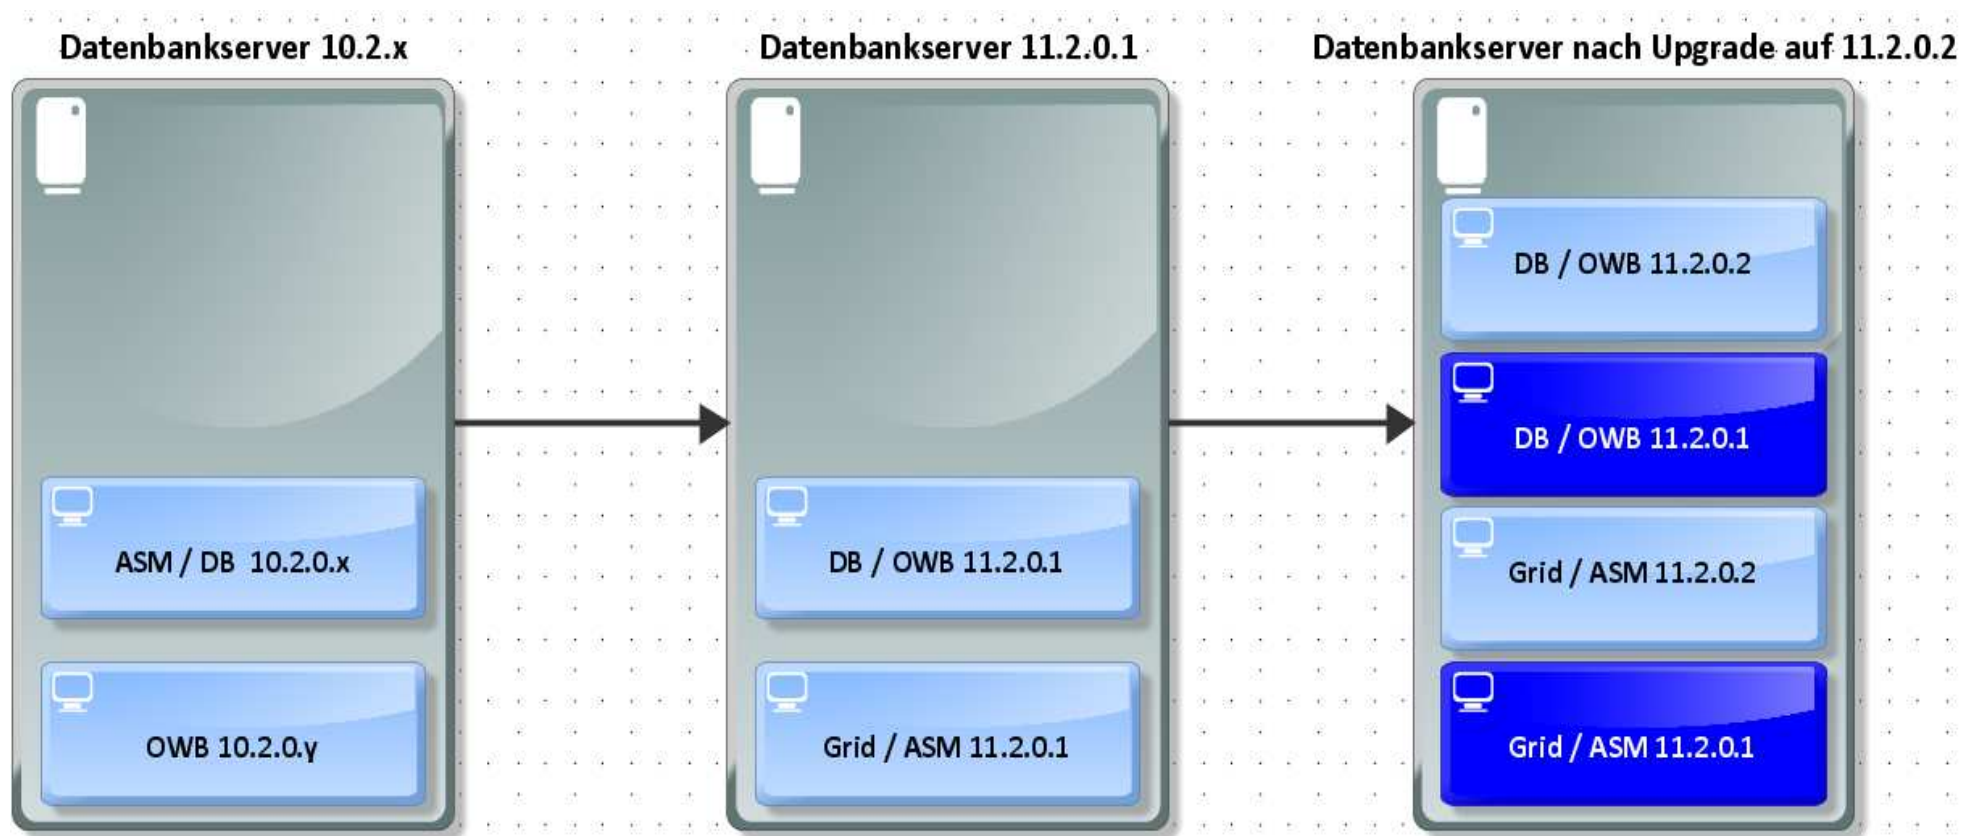 Datenbankserver 10.2.x
ASM / DB 10.2.0.x
OWB 10.2.0.y
Datenbankserver 11.2.0.1
DB / OWB 11.2.0.1
Grid / ASM 11.2.0.1
Datenbankserver nach Upgrade auf 11.2.0.2
DB / OWB 11.2.0.2
DB / OWB 11.2.0.1
Grid / ASM 11.2.0.2
Grid / ASM 11.2.0.1